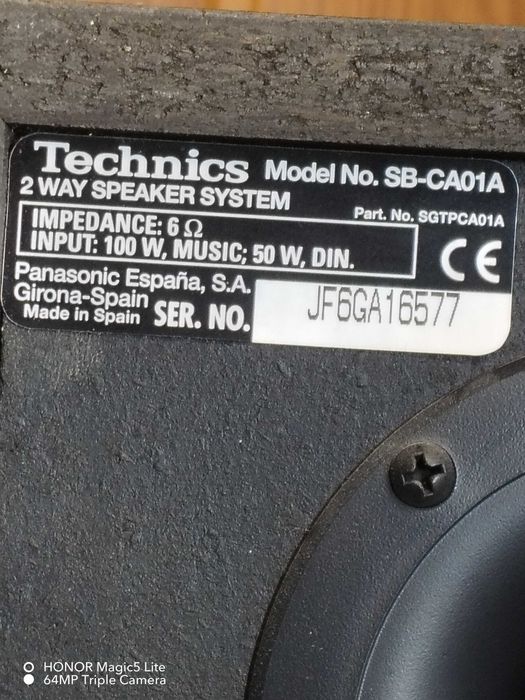 Technics Model No. SB-CA01A
2 WAY SPEAKER SYSTEM
Part. No. SGTPCA01A
IMPEDANCE: 6 Ω
INPUT: 100 W, MUSIC; 50 W, DIN.
CE
Panasonic España, S.A.
Girona-Spain
Made in Spain SER. NO. JF6GA16577
HONOR Magic5 Lite
64MP Triple Camera